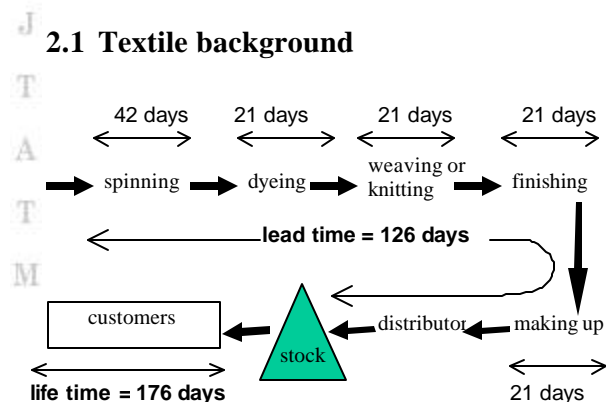 J
T
A
T
M
2.1 Textile background
42 days
21 days
21 days
21 days
spinning
dyeing
weaving or
knitting
finishing
lead time = 126 days
customers
stock
distributor
making up
life time = 176 days
21 days